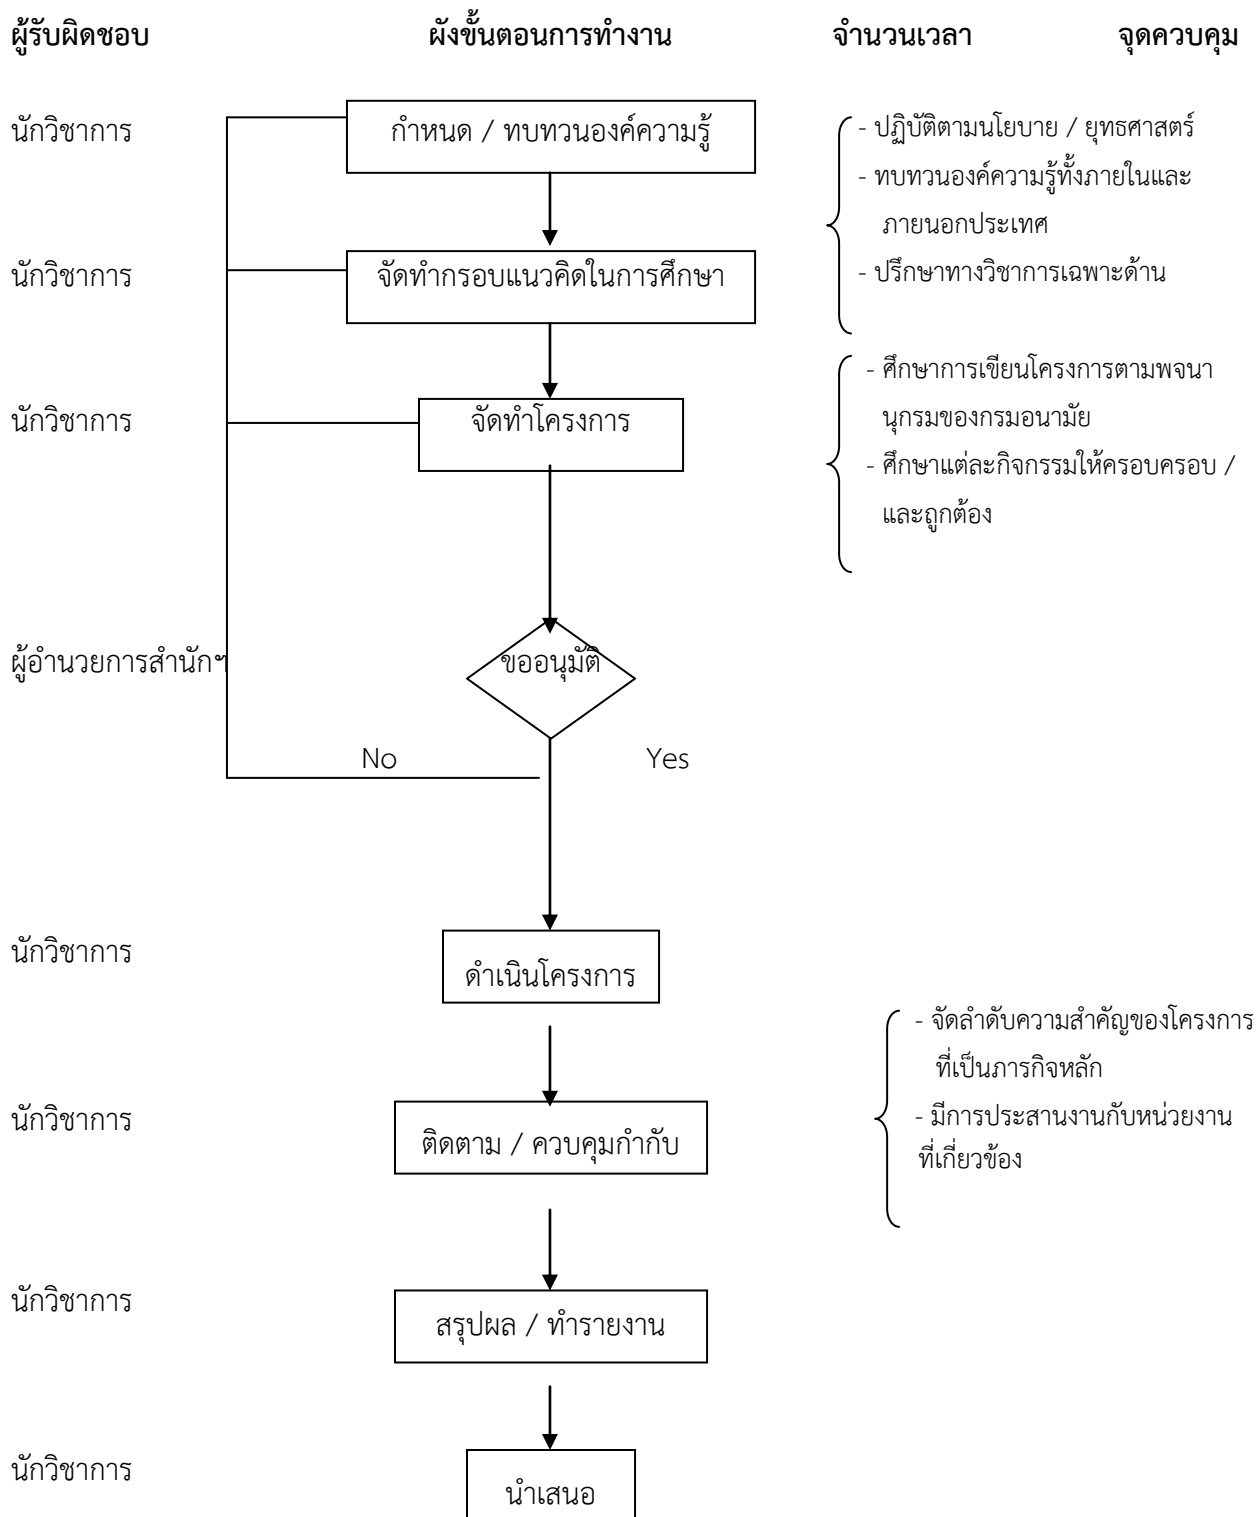 ผู้รับผิดชอบ ผังขั้นตอนการทำงาน จำนวนเวลา จุดควบคุม
นักวิชาการ กำหนด / ทบทวนองค์ความรู้ - ปฏิบัติตามนโยบาย / ยุทธศาสตร์
- ทบทวนองค์ความรู้ทั้งภายในและ
ภายนอกประเทศ
นักวิชาการ จัดทำกรอบแนวคิดในการศึกษา - ปรึกษาทางวิชาการเฉพาะด้าน
- ศึกษาการเขียนโครงการตามพจนา
นักวิชาการ จัดทำโครงการ นุกรมของกรมอนามัย
- ศึกษาแต่ละกิจกรรมให้ครอบครอบ /
และถูกต้อง
ผู้อำนวยการสำนักฯ ขออนุมัติ
No Yes
นักวิชาการ ดำเนินโครงการ
- จัดลำดับความสำคัญของโครงการ
ที่เป็นภารกิจหลัก
นักวิชาการ ติดตาม / ควบคุมกำกับ - มีการประสานงานกับหน่วยงาน
ที่เกี่ยวข้อง
นักวิชาการ สรุปผล / ทำรายงาน
นักวิชาการ นำเสนอ